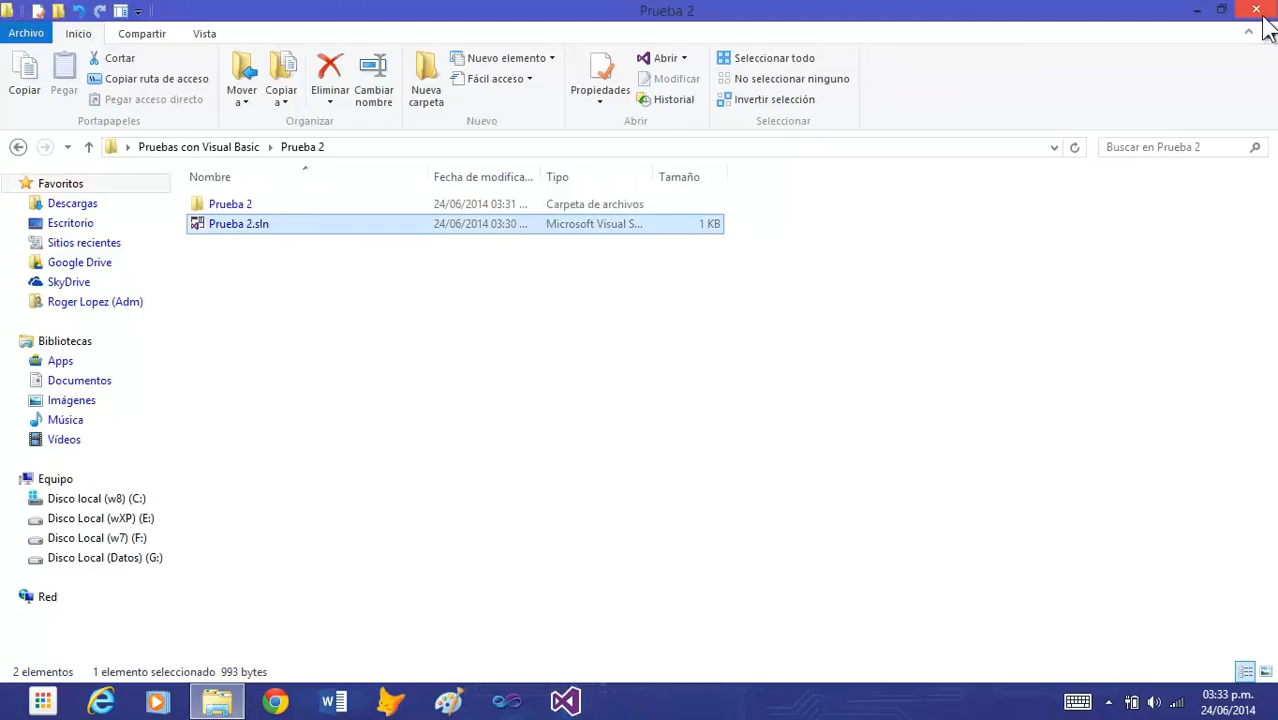 Prueba 2
Archivo Inicio Compartir Vista
Copiar
Pegar
Cortar
Copiar ruta de acceso
Pegar acceso directo
Portapapeles
Mover a
Copiar a
Eliminar
Cambiar nombre
Organizar
Nueva carpeta
Nuevo elemento
Fácil acceso
Nuevo
Propiedades
Abrir
Modificar
Historial
Abrir
Seleccionar todo
No seleccionar ninguno
Invertir selección
Seleccionar
Pruebas con Visual Basic Prueba 2
Buscar en Prueba 2
Nombre Fecha de modifica... Tipo Tamaño
Prueba 2 24/06/2014 03:31 ... Carpeta de archivos
Prueba 2.sln 24/06/2014 03:30 ... Microsoft Visual S... 1 KB
Favoritos
Descargas
Escritorio
Sitios recientes
Google Drive
SkyDrive
Roger Lopez (Adm)
Bibliotecas
Apps
Documentos
Imágenes
Música
Vídeos
Equipo
Disco local (w8) (C:)
Disco Local (wXP) (E:)
Disco Local (w7) (F:)
Disco Local (Datos) (G:)
Red
2 elementos 1 elemento seleccionado 993 bytes
03:33 p.m.
24/06/2014